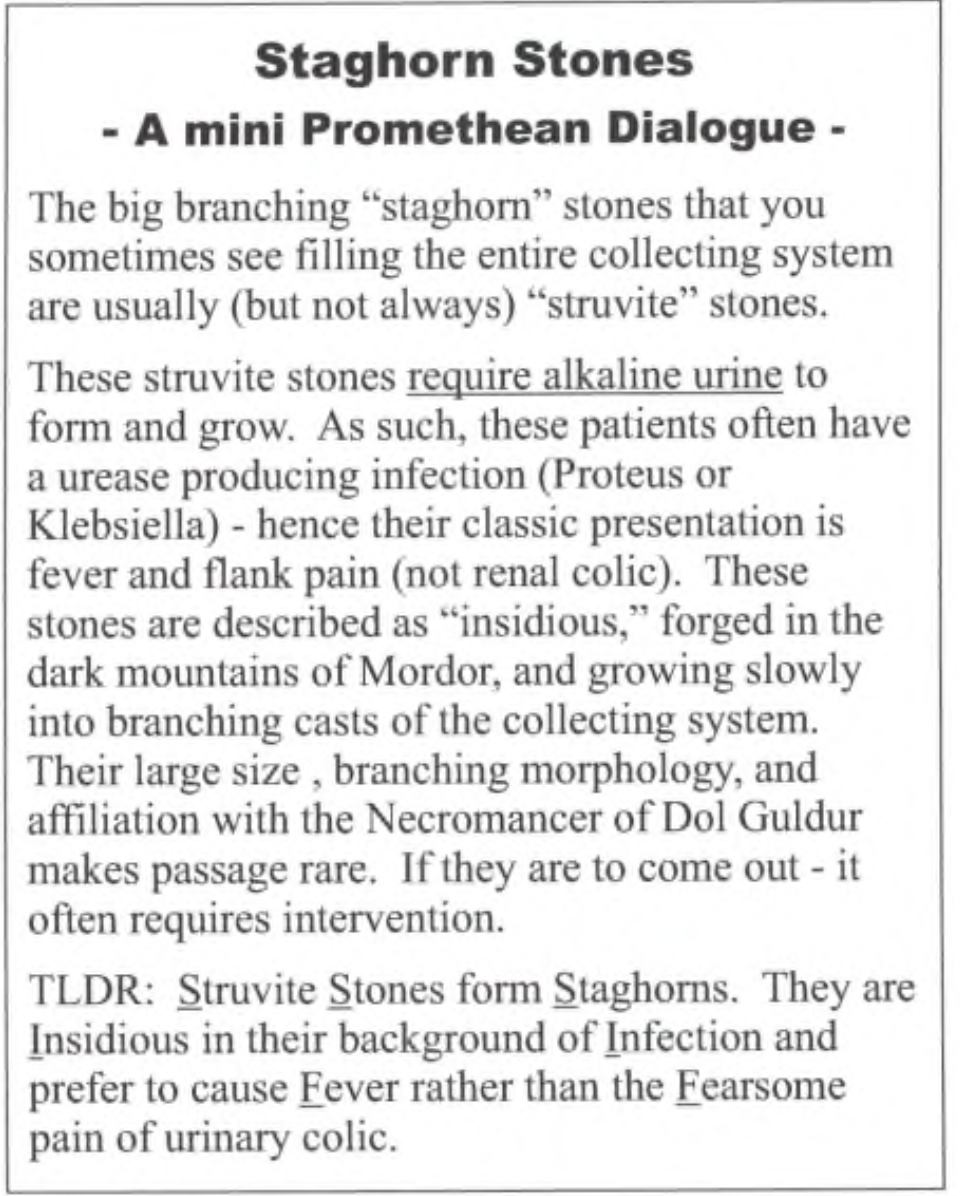 Staghorn Stones
- A mini Promethean Dialogue -
The big branching “staghorn” stones that you
sometimes see filling the entire collecting system
are usually (but not always) “struvite” stones.
These struvite stones require alkaline urine to
form and grow.  As such, these patients often have
a urease producing infection (Proteus or
Klebsiella) - hence their classic presentation is
fever and flank pain (not renal colic).  These
stones are described as “insidious,” forged in the
dark mountains of Mordor, and growing slowly
into branching casts of the collecting system.
Their large size , branching morphology, and
affiliation with the Necromancer of Dol Guldur
makes passage rare.  If they are to come out - it
often requires intervention.
TLDR:  Struvite Stones form Staghorns.  They are
Insidious in their background of Infection and
prefer to cause Fever rather than the Fearsome
pain of urinary colic.